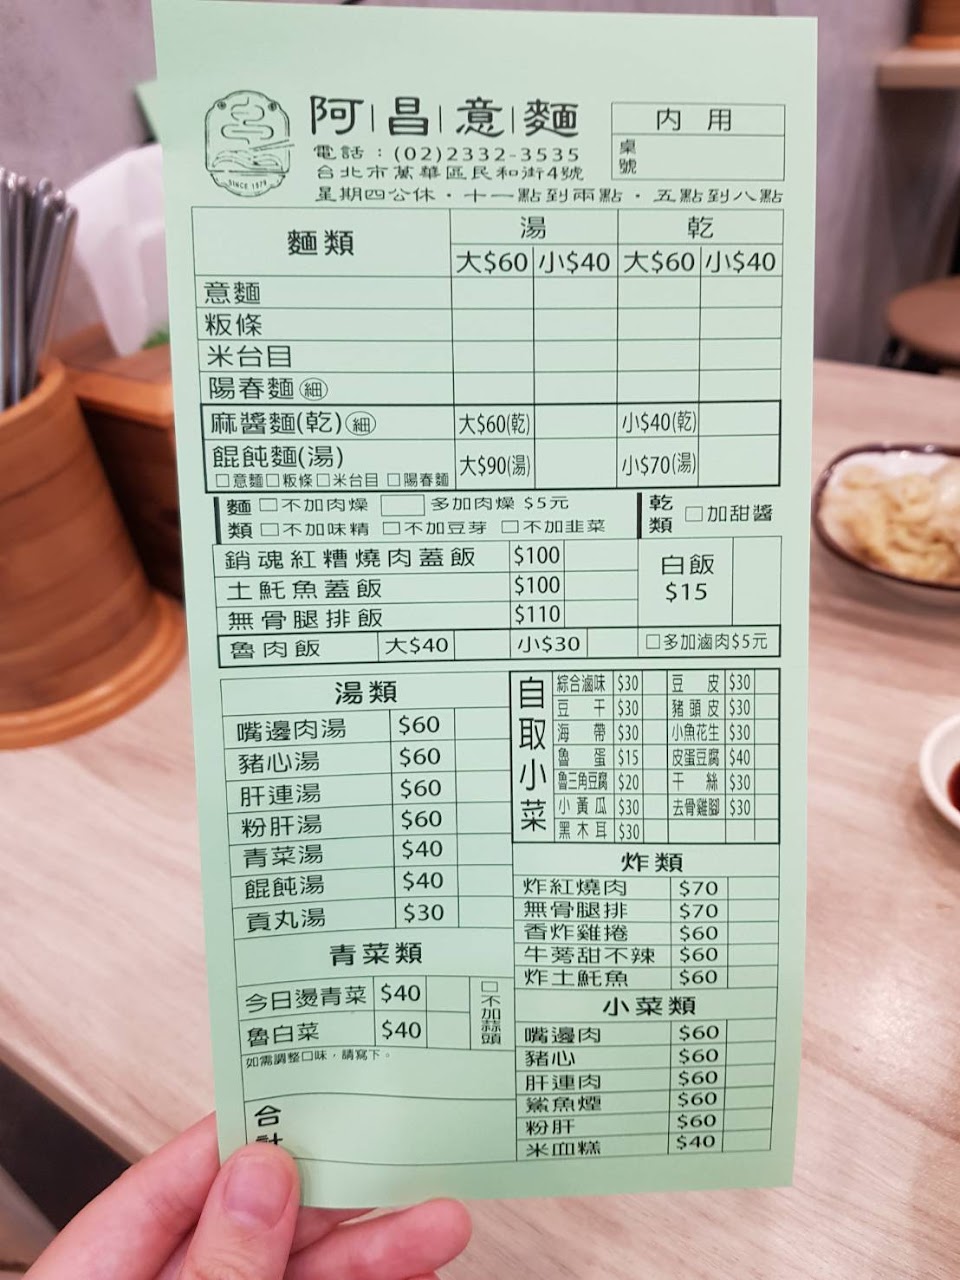 阿昌意麵
SINCE 1979
電話：(02)2332-3535
台北市萬華區民和街4號
星期四公休．十一點到兩點．五點到八點
內用
桌號
麵類 湯 乾
大$60 小$40 大$60 小$40
意麵
粄條
米台目
陽春麵 細
麻醬麵(乾) 細 大$60(乾) 小$40(乾)
餛飩麵(湯) 大$90(湯) 小$70(湯)
□意麵□粄條□米台目 □陽春麵
麵類 □不加肉燥 多加肉燥 $5元
□不加味精 □不加豆芽 □不加韭菜
乾類 □加甜醬
銷魂紅糟燒肉蓋飯 $100
土魠魚蓋飯 $100
無骨腿排飯 $110
白飯 $15
魯肉飯 大$40 小$30 □多加滷肉$5元
湯類
嘴邊肉湯 $60
豬心湯 $60
肝連湯 $60
粉肝湯 $60
青菜湯 $40
餛飩湯 $40
貢丸湯 $30
青菜類
今日燙青菜 $40
魯白菜 $40
□不加蒜頭
如需調整口味，請寫下。
合計
自取小菜
綜合滷味 $30 豆皮 $30
豆干 $30 豬頭皮 $30
海帶 $30 小魚花生 $30
魯蛋 $15 皮蛋豆腐 $40
魯三角豆腐 $20 干絲 $30
小黃瓜 $30 去骨雞腳 $30
黑木耳 $30
炸類
炸紅燒肉 $70
無骨腿排 $70
香炸雞捲 $60
牛蒡甜不辣 $60
炸土魠魚 $60
小菜類
嘴邊肉 $60
豬心 $60
肝連肉 $60
鯊魚煙 $60
粉肝 $60
米血糕 $40